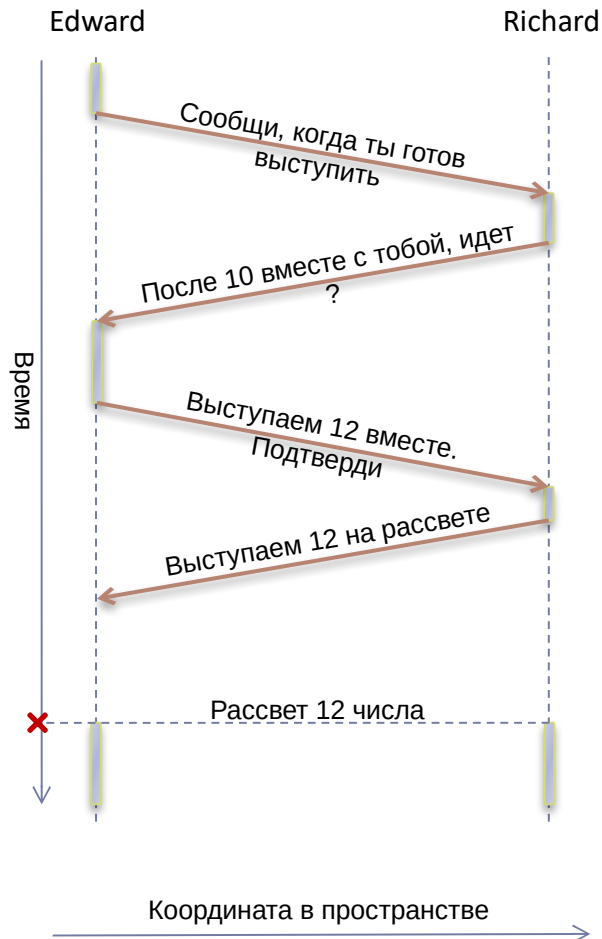 Edward
Richard
Сообщи, когда ты готов
выступить
После 10 вместе с тобой, идет
?
Время
Выступаем 12 вместе.
Подтверди
Выступаем 12 на рассвете
Рассвет 12 числа
Координата в пространстве